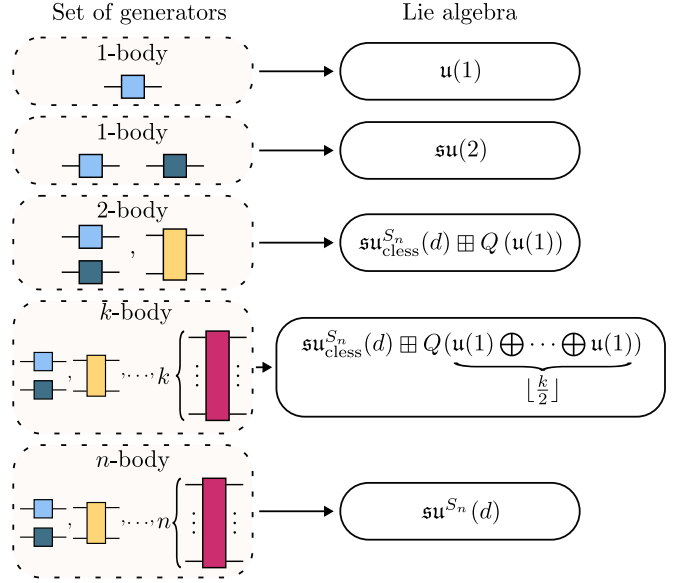 Set of generators
Lie algebra
1-body
𝔲(1)
1-body
𝔰𝔲(2)
2-body
,
𝔰𝔲^{S_n}_{cless}(d) ⊞ Q (𝔲(1))
k-body
, ,···, k ⋮ ⋮
𝔰𝔲^{S_n}_{cless}(d) ⊞ Q(𝔲(1) ⊕ ··· ⊕ 𝔲(1))
⌊k/2⌋
n-body
, ,···, n ⋮ ⋮
𝔰𝔲^{S_n}(d)